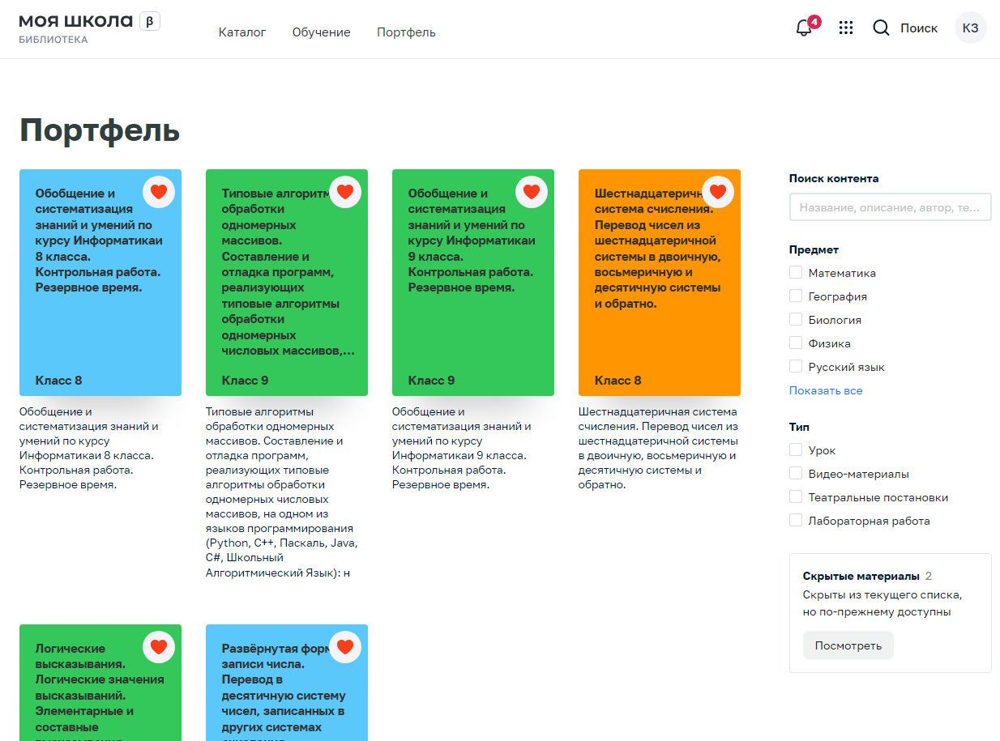 моя школа β
БИБЛИОТЕКА
Каталог
Обучение
Портфель
4
Поиск
КЗ
Портфель
Обобщение и
систематизация
знаний и умений по
курсу Информатикаи
8 класса.
Контрольная работа.
Резервное время.
Класс 8
Обобщение и
систематизация знаний и
умений по курсу
Информатикаи 8 класса.
Контрольная работа.
Резервное время.
Типовые
обработки
одномерных
массивов.
Составление и
отладка программ,
реализующих
типовые алгоритмы
обработки
одномерных
числовых массивов,...
Класс 9
Типовые алгоритмы
обработки одномерных
массивов. Составление и
отладка программ,
реализующих типовые
алгоритмы обработки
одномерных числовых
массивов, на одном из
языков программирования
(Python, C++, Паскаль, Java,
C#, Школьный
Алгоритмический Язык): н
Обобщение и
систематизация
знаний и умений по
курсу Информатикаи
9 класса.
Контрольная работа.
Резервное время.
Класс 9
Обобщение и
систематизация знаний и
умений по курсу
Информатикаи 9 класса.
Контрольная работа.
Резервное время.
система счисления.
Перевод чисел из
шестнадцатеричной
системы в двоичную,
восьмеричную и
десятичную системы
и обратно.
Класс 8
Шестнадцатеричная система
счисления. Перевод чисел из
шестнадцатеричной системы
в двоичную, восьмеричную и
десятичную системы и
обратно.
Логические
высказывания.
Логические значения
высказываний.
Элементарные и
составные
Развёрнутая
записи числа.
Перевод в
десятичную систему
чисел, записанных в
других системах
Поиск контента
Название, описание, автор, те...
Предмет
Математика
География
Биология
Физика
Русский язык
Показать все
Тип
Урок
Видео-материалы
Театральные постановки
Лабораторная работа
Скрытые материалы 2
Скрыты из текущего списка,
но по-прежнему доступны
Посмотреть